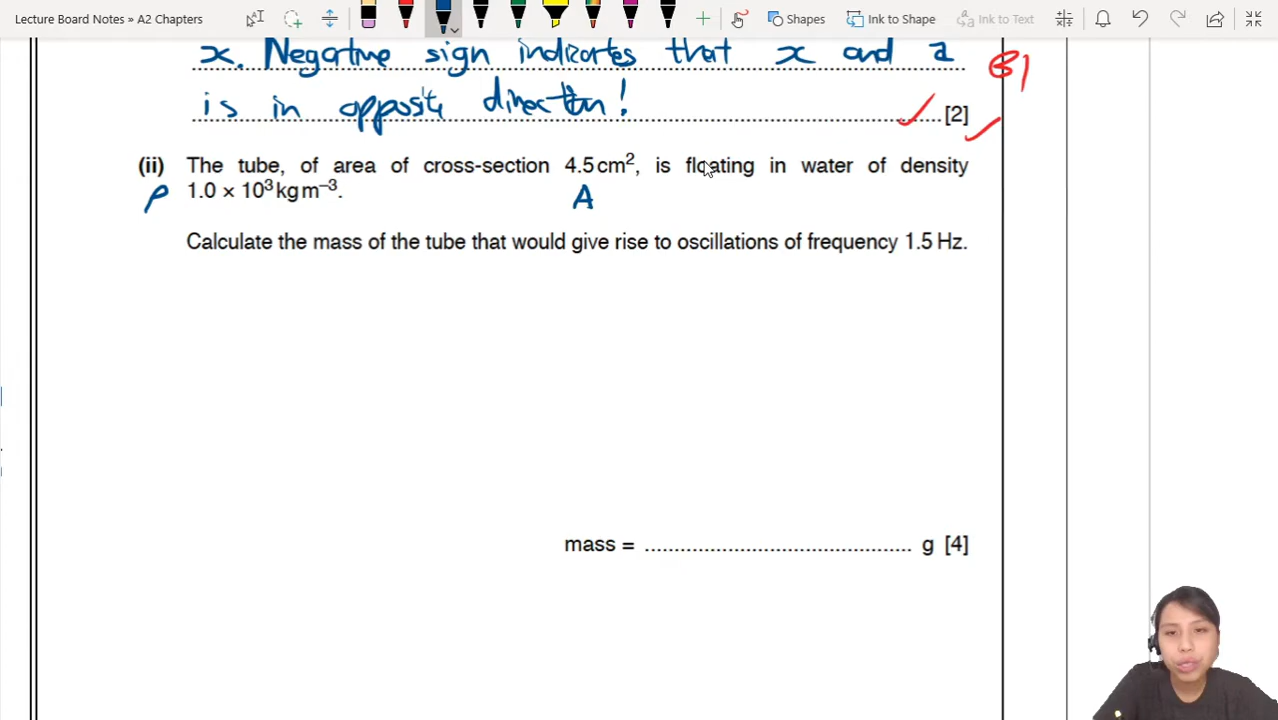 Lecture Board Notes » A2 Chapters
Shapes
Ink to Shape
Ink to Text
x. Negative sign indicates that x and a
B1
is in opposite direction!
[2]
(ii) The tube, of area of cross-section 4.5 cm², is floating in water of density
ρ 1.0 × 10³ kg m⁻³.
A
Calculate the mass of the tube that would give rise to oscillations of frequency 1.5 Hz.
mass = ............................................. g [4]